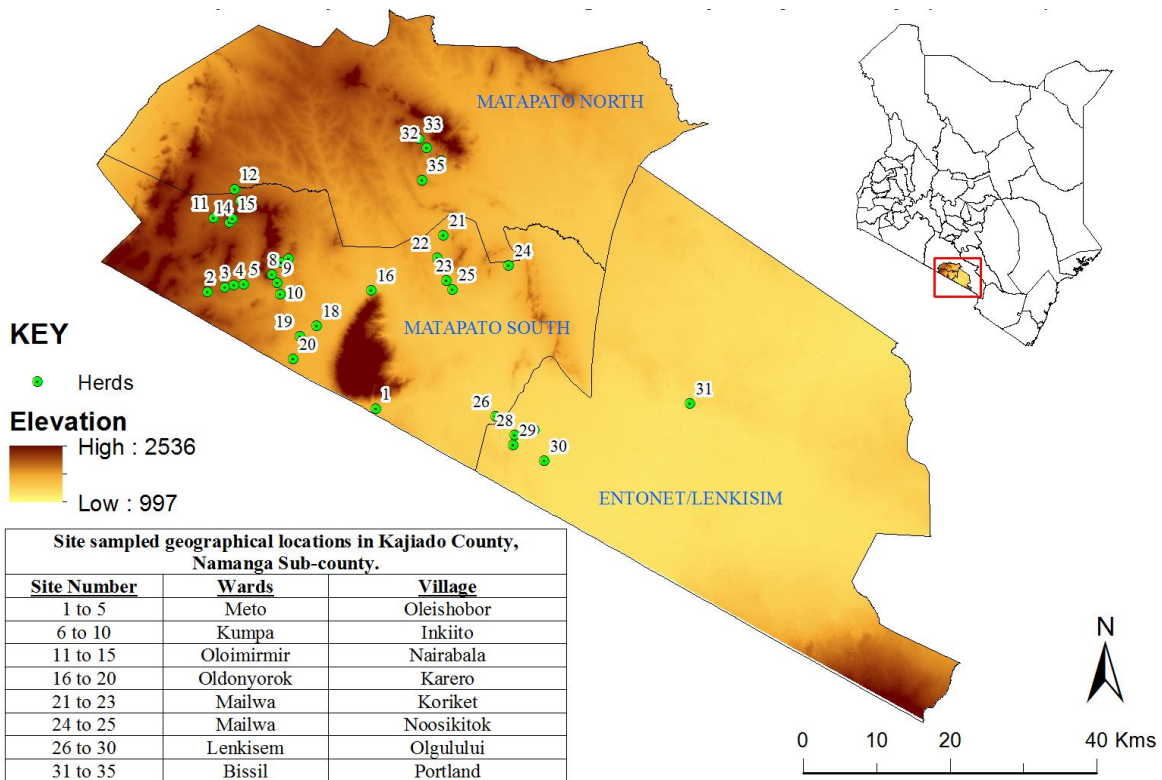 MATAPATO NORTH
33
32
35
12
11
14
15
21
22
24
8
2
3
4
5
9
23
25
16
10
18
MATAPATO SOUTH
19
20
1
26
31
28
29
30
ENTONET/LENKISIM
KEY
Herds
Elevation
High : 2536
Low : 997
Site sampled geographical locations in Kajiado County,
Namanga Sub-county.
Site Number Wards Village
1 to 5 Meto Oleishobor
6 to 10 Kumpa Inkiito
11 to 15 Oloimirmir Nairabala
16 to 20 Oldonyorok Karero
21 to 23 Mailwa Koriket
24 to 25 Mailwa Noosikitok
26 to 30 Lenkisem Olgulului
31 to 35 Bissil Portland
N
0 10 20 40 Kms